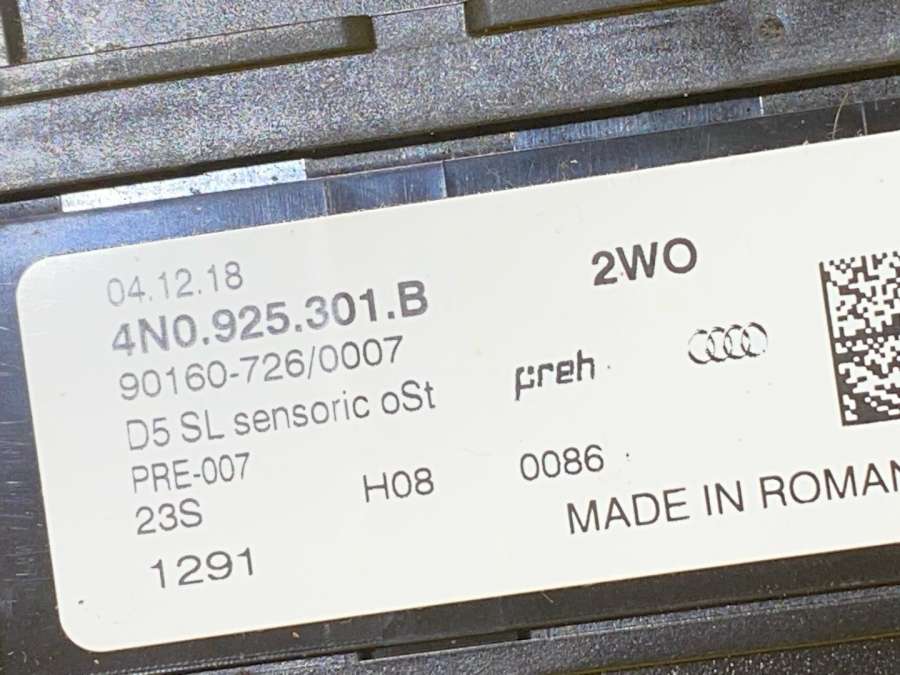 04.12.18
4N0.925.301.B
2WO
90160-726/0007
preh
D5 SL sensoric oSt
PRE-007
H08
0086
23S
MADE IN ROMAN
1291